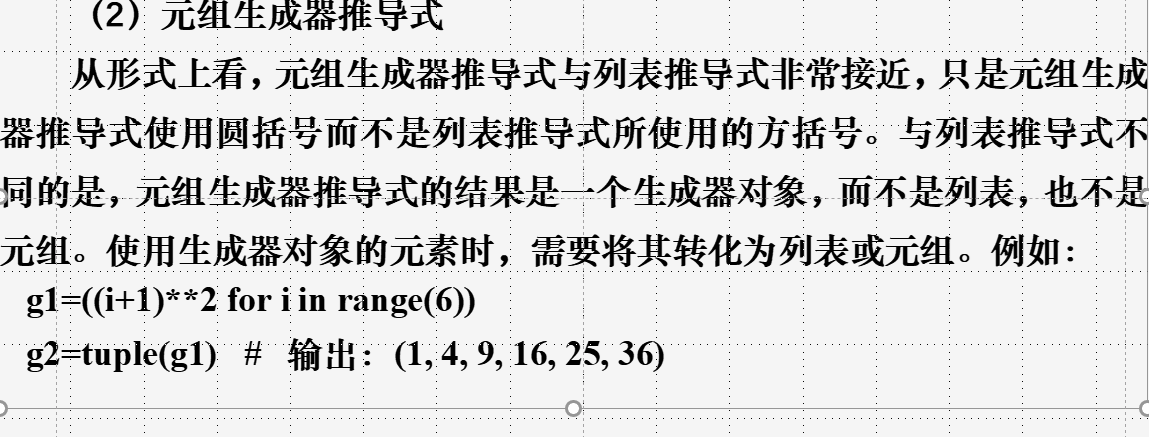 （2）元组生成器推导式
从形式上看，元组生成器推导式与列表推导式非常接近，只是元组生成
器推导式使用圆括号而不是列表推导式所使用的方括号。与列表推导式不
同的是，元组生成器推导式的结果是一个生成器对象，而不是列表，也不是
元组。使用生成器对象的元素时，需要将其转化为列表或元组。例如：
g1=((i+1)**2 for i in range(6))
g2=tuple(g1) # 输出：(1, 4, 9, 16, 25, 36)